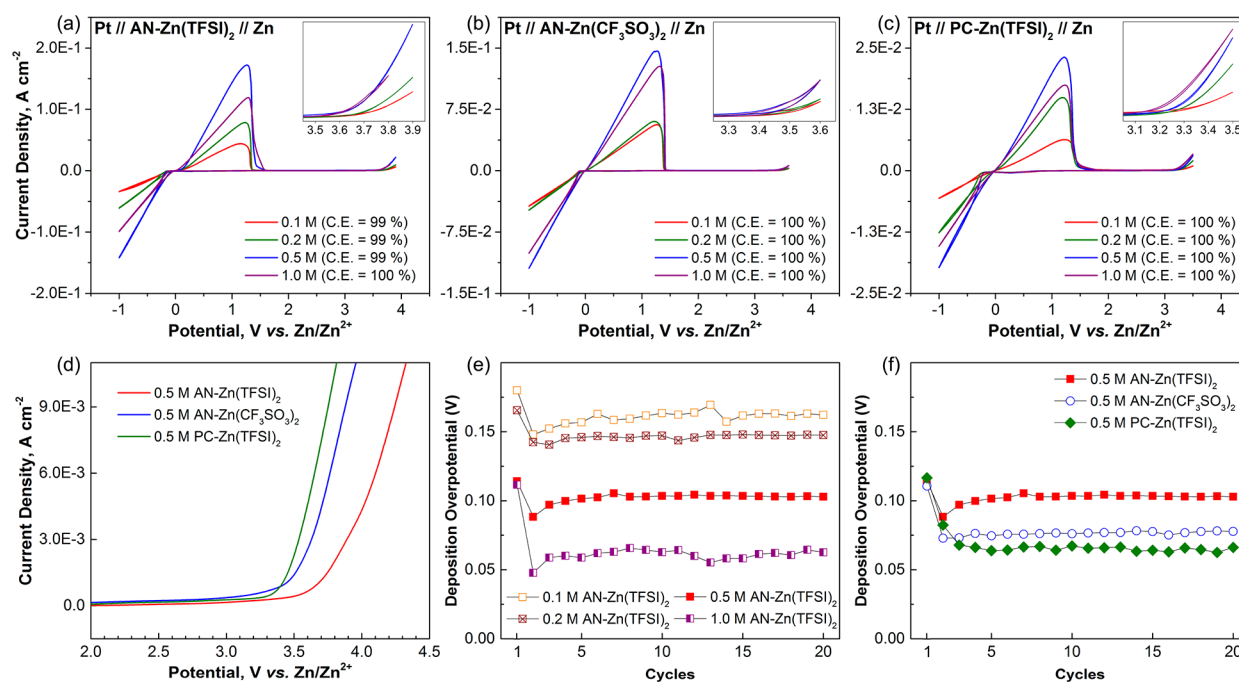 (a) Pt // AN-Zn(TFSI)₂ // Zn
2.0E-1
1.0E-1
0.0
-1.0E-1
-2.0E-1
Current Density, A cm⁻²
3.5 3.6 3.7 3.8 3.9
0.1 M (C.E. = 99 %)
0.2 M (C.E. = 99 %)
0.5 M (C.E. = 99 %)
1.0 M (C.E. = 100 %)
-1 0 1 2 3 4
Potential, V vs. Zn/Zn²⁺
(b) Pt // AN-Zn(CF₃SO₃)₂ // Zn
1.5E-1
7.5E-2
0.0
-7.5E-2
-1.5E-1
3.3 3.4 3.5 3.6
0.1 M (C.E. = 100 %)
0.2 M (C.E. = 100 %)
0.5 M (C.E. = 100 %)
1.0 M (C.E. = 100 %)
-1 0 1 2 3 4
Potential, V vs. Zn/Zn²⁺
(c) Pt // PC-Zn(TFSI)₂ // Zn
2.5E-2
1.3E-2
0.0
-1.3E-2
-2.5E-2
3.1 3.2 3.3 3.4 3.5
0.1 M (C.E. = 100 %)
0.2 M (C.E. = 100 %)
0.5 M (C.E. = 100 %)
1.0 M (C.E. = 100 %)
-1 0 1 2 3 4
Potential, V vs. Zn/Zn²⁺
(d)
9.0E-3
6.0E-3
3.0E-3
0.0
Current Density, A cm⁻²
0.5 M AN-Zn(TFSI)₂
0.5 M AN-Zn(CF₃SO₃)₂
0.5 M PC-Zn(TFSI)₂
2.0 2.5 3.0 3.5 4.0 4.5
Potential, V vs. Zn/Zn²⁺
(e)
0.15
0.10
0.05
0.00
Deposition Overpotential (V)
0.1 M AN-Zn(TFSI)₂ 0.5 M AN-Zn(TFSI)₂
0.2 M AN-Zn(TFSI)₂ 1.0 M AN-Zn(TFSI)₂
1 5 10 15 20
Cycles
(f)
0.15
0.10
0.05
0.00
Deposition Overpotential (V)
0.5 M AN-Zn(TFSI)₂
0.5 M AN-Zn(CF₃SO₃)₂
0.5 M PC-Zn(TFSI)₂
1 5 10 15 20
Cycles